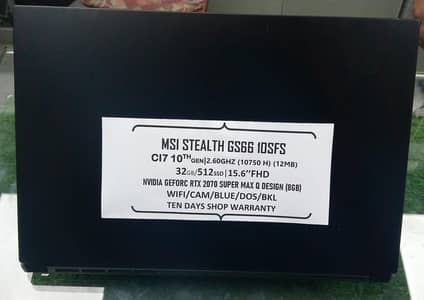 MSI STEALTH GS66 10SFS
CI7 10TH GEN|2.60GHZ (10750 H) (12MB)
32GB/512SSD|15.6''FHD
NVIDIA GEFORC RTX 2070 SUPER MAX Q DESIGN (8GB)
WIFI/CAM/BLUE/DOS/BKL
TEN DAYS SHOP WARRANTY